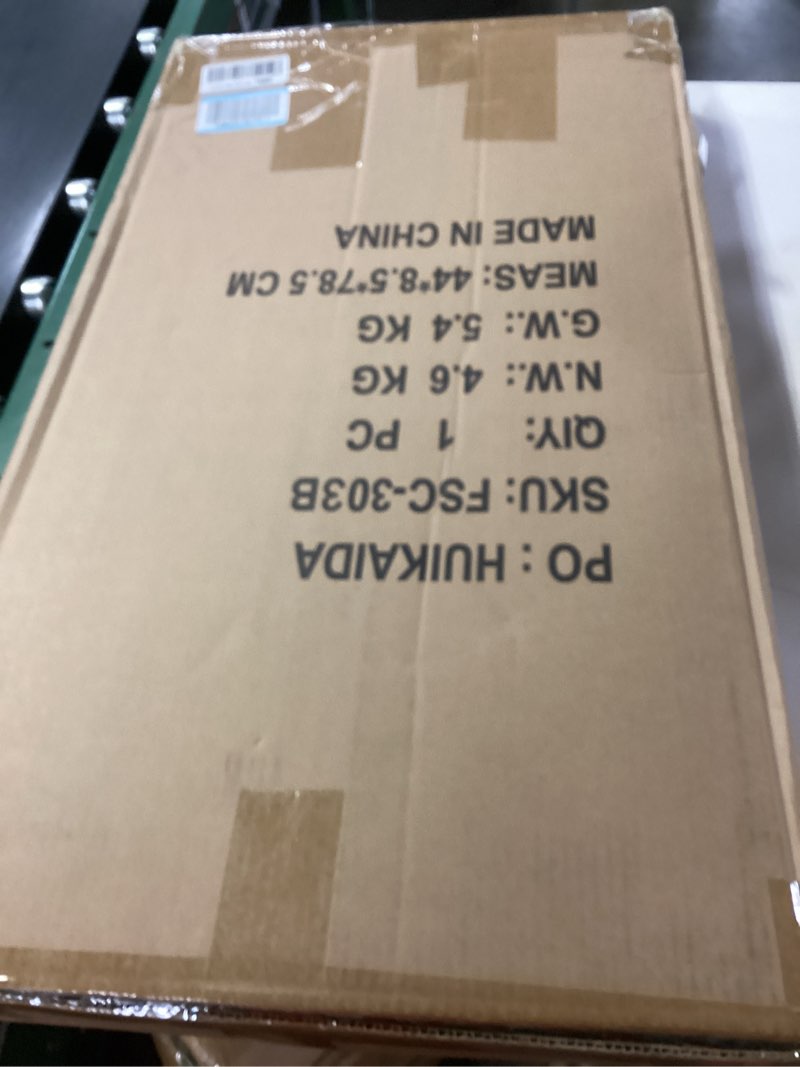 PO : HUIKAIDA
SKU: FSC-303B
QIY: 1 PC
N.W.: 4.6 KG
G.W.: 5.4 KG
MEAS: 44*8.5*78.5 CM
MADE IN CHINA